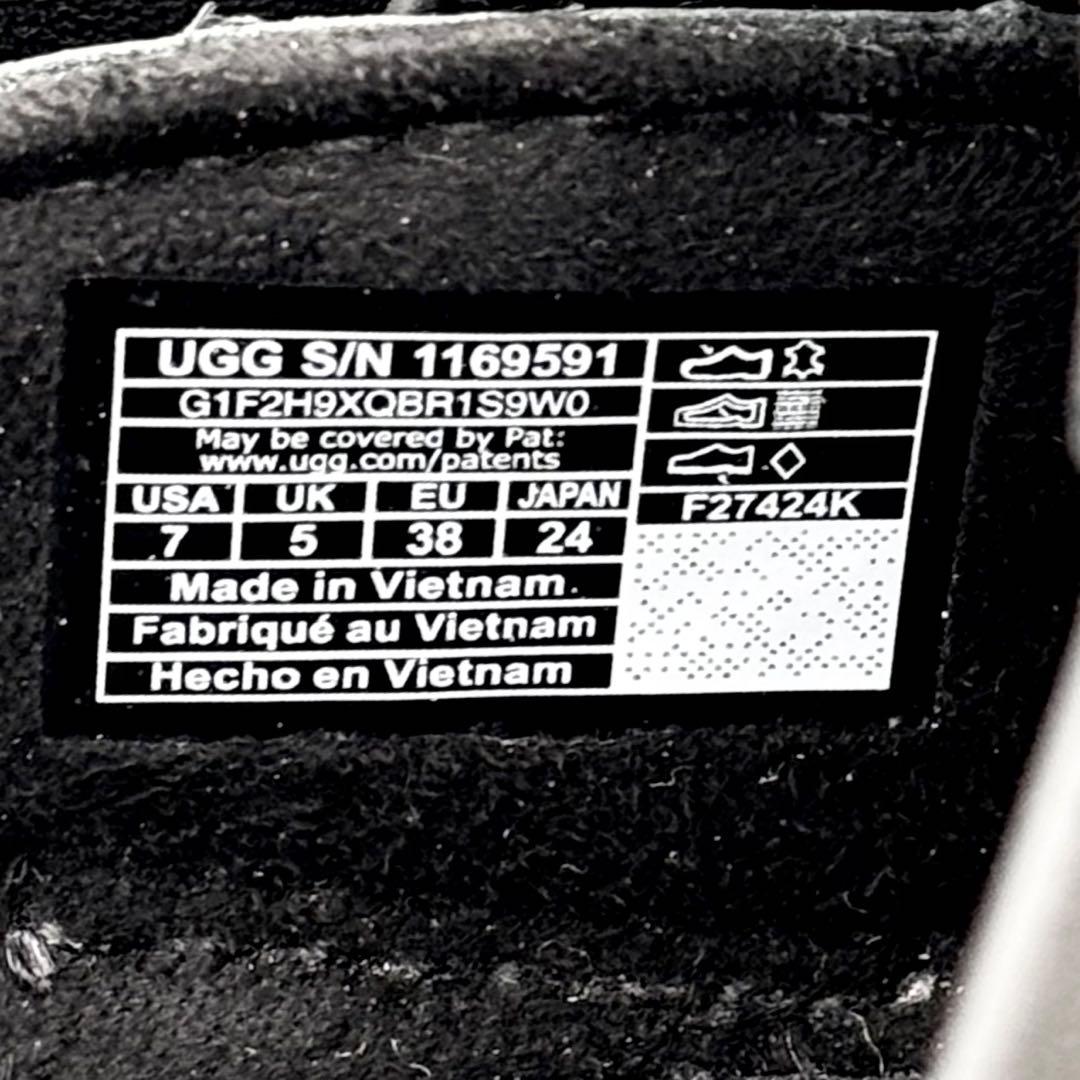 UGG S/N 1169591
G1F2H9XQBR1S9W0
May be covered by Pat:
www.ugg.com/patents
USA UK EU JAPAN
7 5 38 24
Made in Vietnam.
Fabriqué au Vietnam
Hecho en Vietnam
F27424K